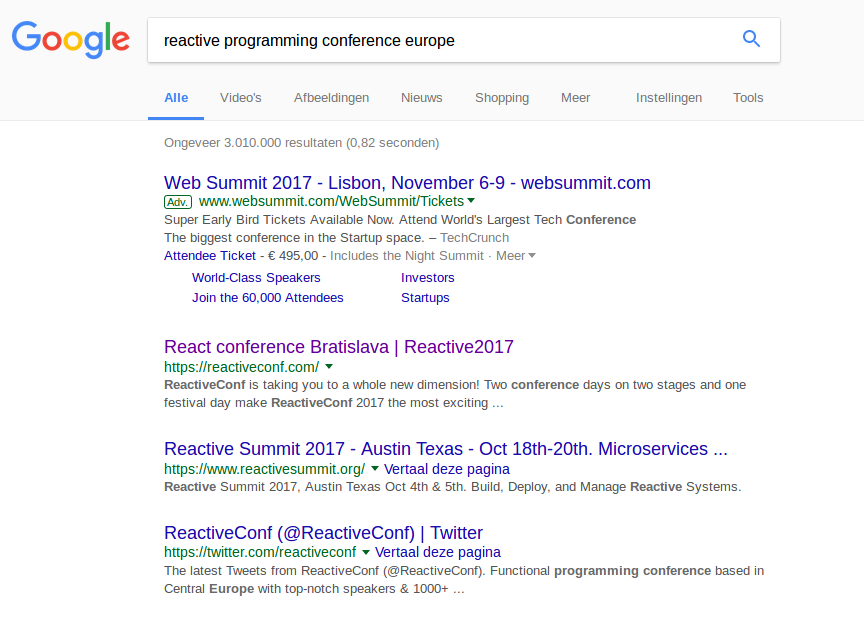 Google
reactive programming conference europe
Alle Video's Afbeeldingen Nieuws Shopping Meer Instellingen Tools
Ongeveer 3.010.000 resultaten (0,82 seconden)
Web Summit 2017 - Lisbon, November 6-9 - websummit.com
Adv. www.websummit.com/WebSummit/Tickets
Super Early Bird Tickets Available Now. Attend World's Largest Tech Conference
The biggest conference in the Startup space. – TechCrunch
Attendee Ticket - € 495,00 - Includes the Night Summit · Meer
World-Class Speakers Investors
Join the 60,000 Attendees Startups
React conference Bratislava | Reactive2017
https://reactiveconf.com/
ReactiveConf is taking you to a whole new dimension! Two conference days on two stages and one
festival day make ReactiveConf 2017 the most exciting ...
Reactive Summit 2017 - Austin Texas - Oct 18th-20th. Microservices ...
https://www.reactivesummit.org/ Vertaal deze pagina
Reactive Summit 2017, Austin Texas Oct 4th & 5th. Build, Deploy, and Manage Reactive Systems.
ReactiveConf (@ReactiveConf) | Twitter
https://twitter.com/reactiveconf Vertaal deze pagina
The latest Tweets from ReactiveConf (@ReactiveConf). Functional programming conference based in
Central Europe with top-notch speakers & 1000+ ...